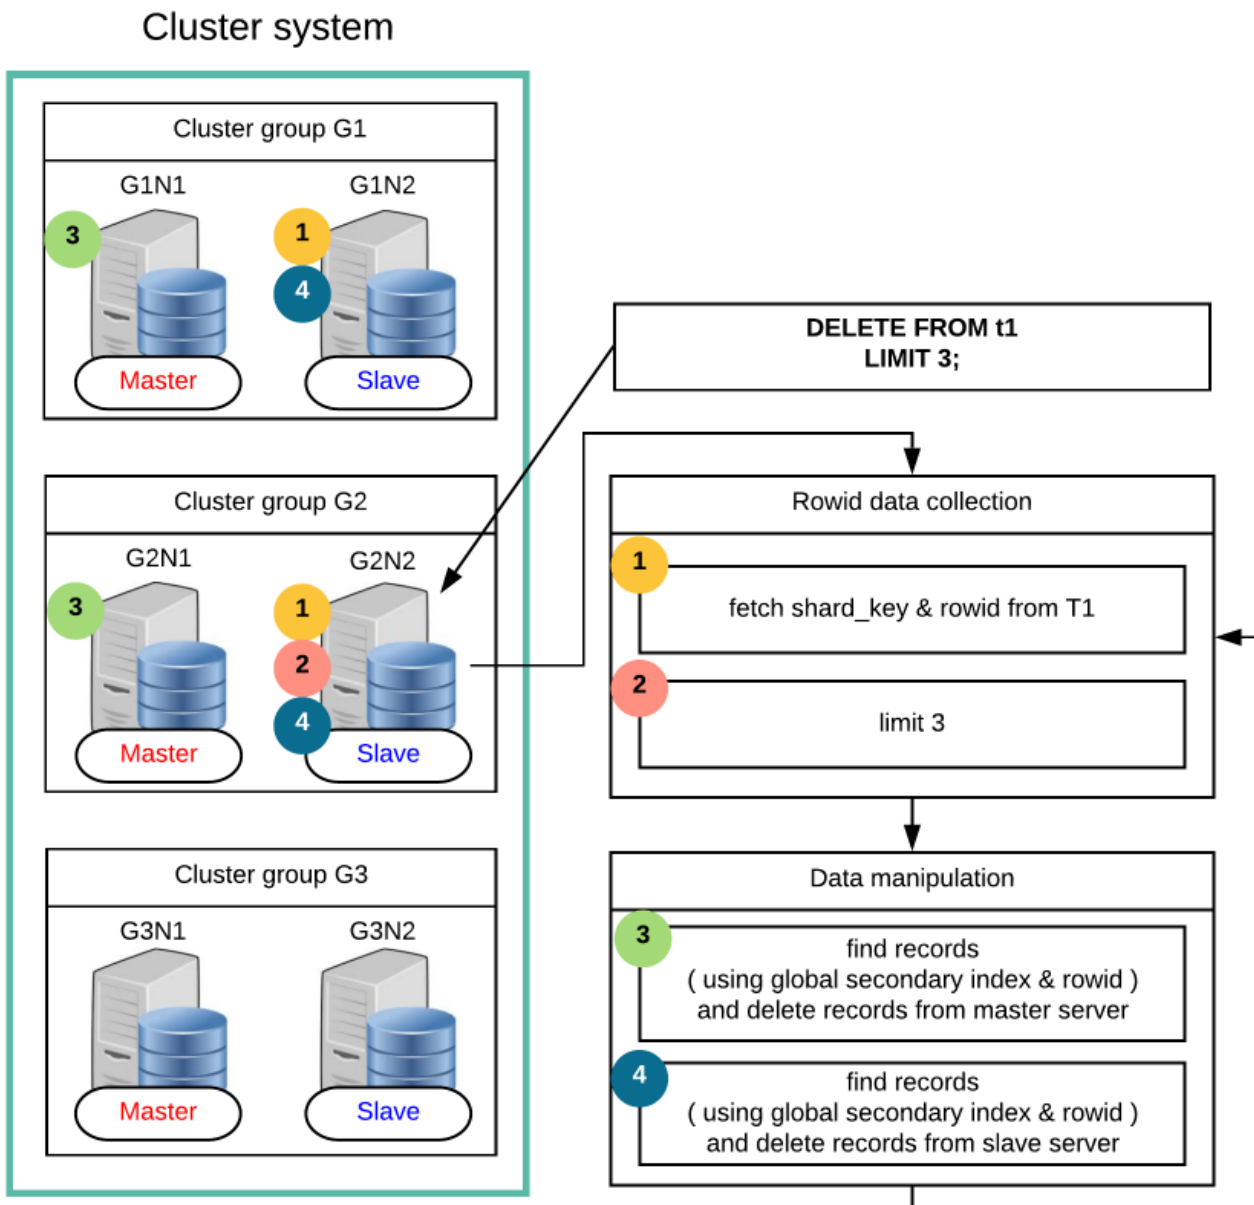 Cluster system
Cluster group G1
G1N1
G1N2
3
1
4
Master
Slave
Cluster group G2
G2N1
G2N2
3
1
2
4
Master
Slave
Cluster group G3
G3N1
G3N2
Master
Slave
DELETE FROM t1
LIMIT 3;
Rowid data collection
1
fetch shard_key & rowid from T1
2
limit 3
Data manipulation
3
find records
( using global secondary index & rowid )
and delete records from master server
4
find records
( using global secondary index & rowid )
and delete records from slave server